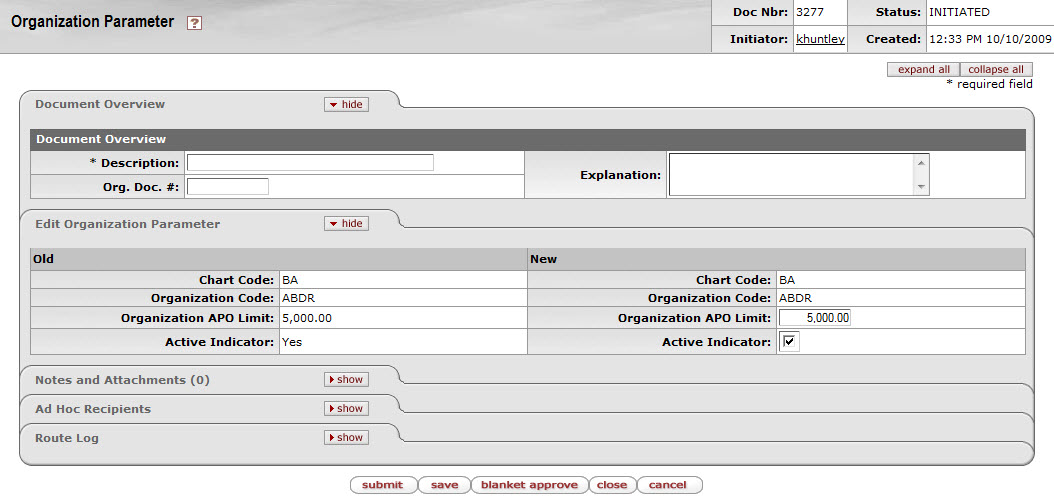 Organization Parameter ?
Doc Nbr: 3277 Status: INITIATED
Initiator: khuntley Created: 12:33 PM 10/10/2009
expand all collapse all
* required field
Document Overview hide
Document Overview
* Description:
Org. Doc. #:
Explanation:
Edit Organization Parameter hide
Old New
Chart Code: BA Chart Code: BA
Organization Code: ABDR Organization Code: ABDR
Organization APO Limit: 5,000.00 Organization APO Limit: 5,000.00
Active Indicator: Yes Active Indicator:
Notes and Attachments (0) show
Ad Hoc Recipients show
Route Log show
submit save blanket approve close cancel